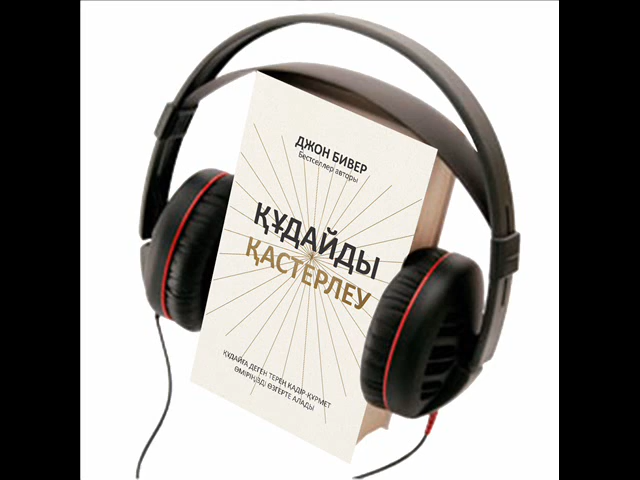 ДЖОН БИВЕР
Бестселлер авторы
ҚҰДАЙДЫ
ҚАСТЕРЛЕУ
ҚҰДАЙҒА ДЕГЕН ТЕРЕҢ ҚАДІР-ҚҰРМЕТ
ӨМІРІҢІЗДІ ӨЗГЕРТЕ АЛАДЫ